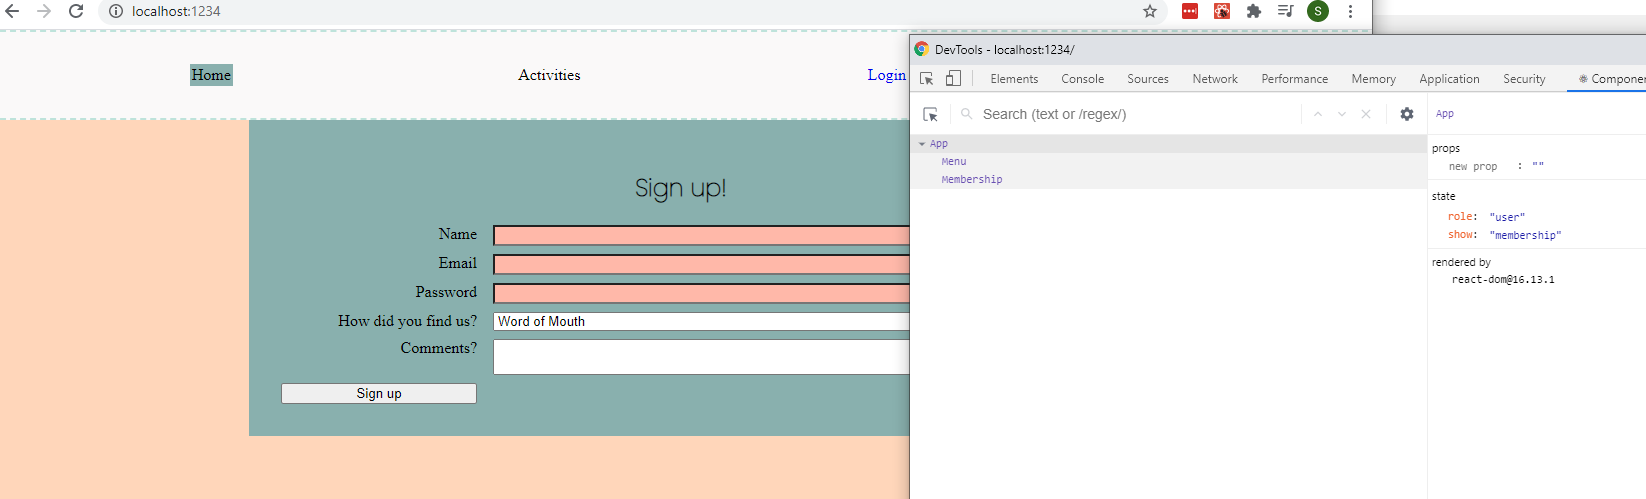 localhost:1234
S
Home
Activities
Login
Sign up!
Name
Email
Password
How did you find us?
Word of Mouth
Comments?
Sign up
DevTools - localhost:1234/
Elements
Console
Sources
Network
Performance
Memory
Application
Security
Componen
Search (text or /regex/)
App
App
Menu
Membership
props
new prop : ""
state
role: "user"
show: "membership"
rendered by
react-dom@16.13.1